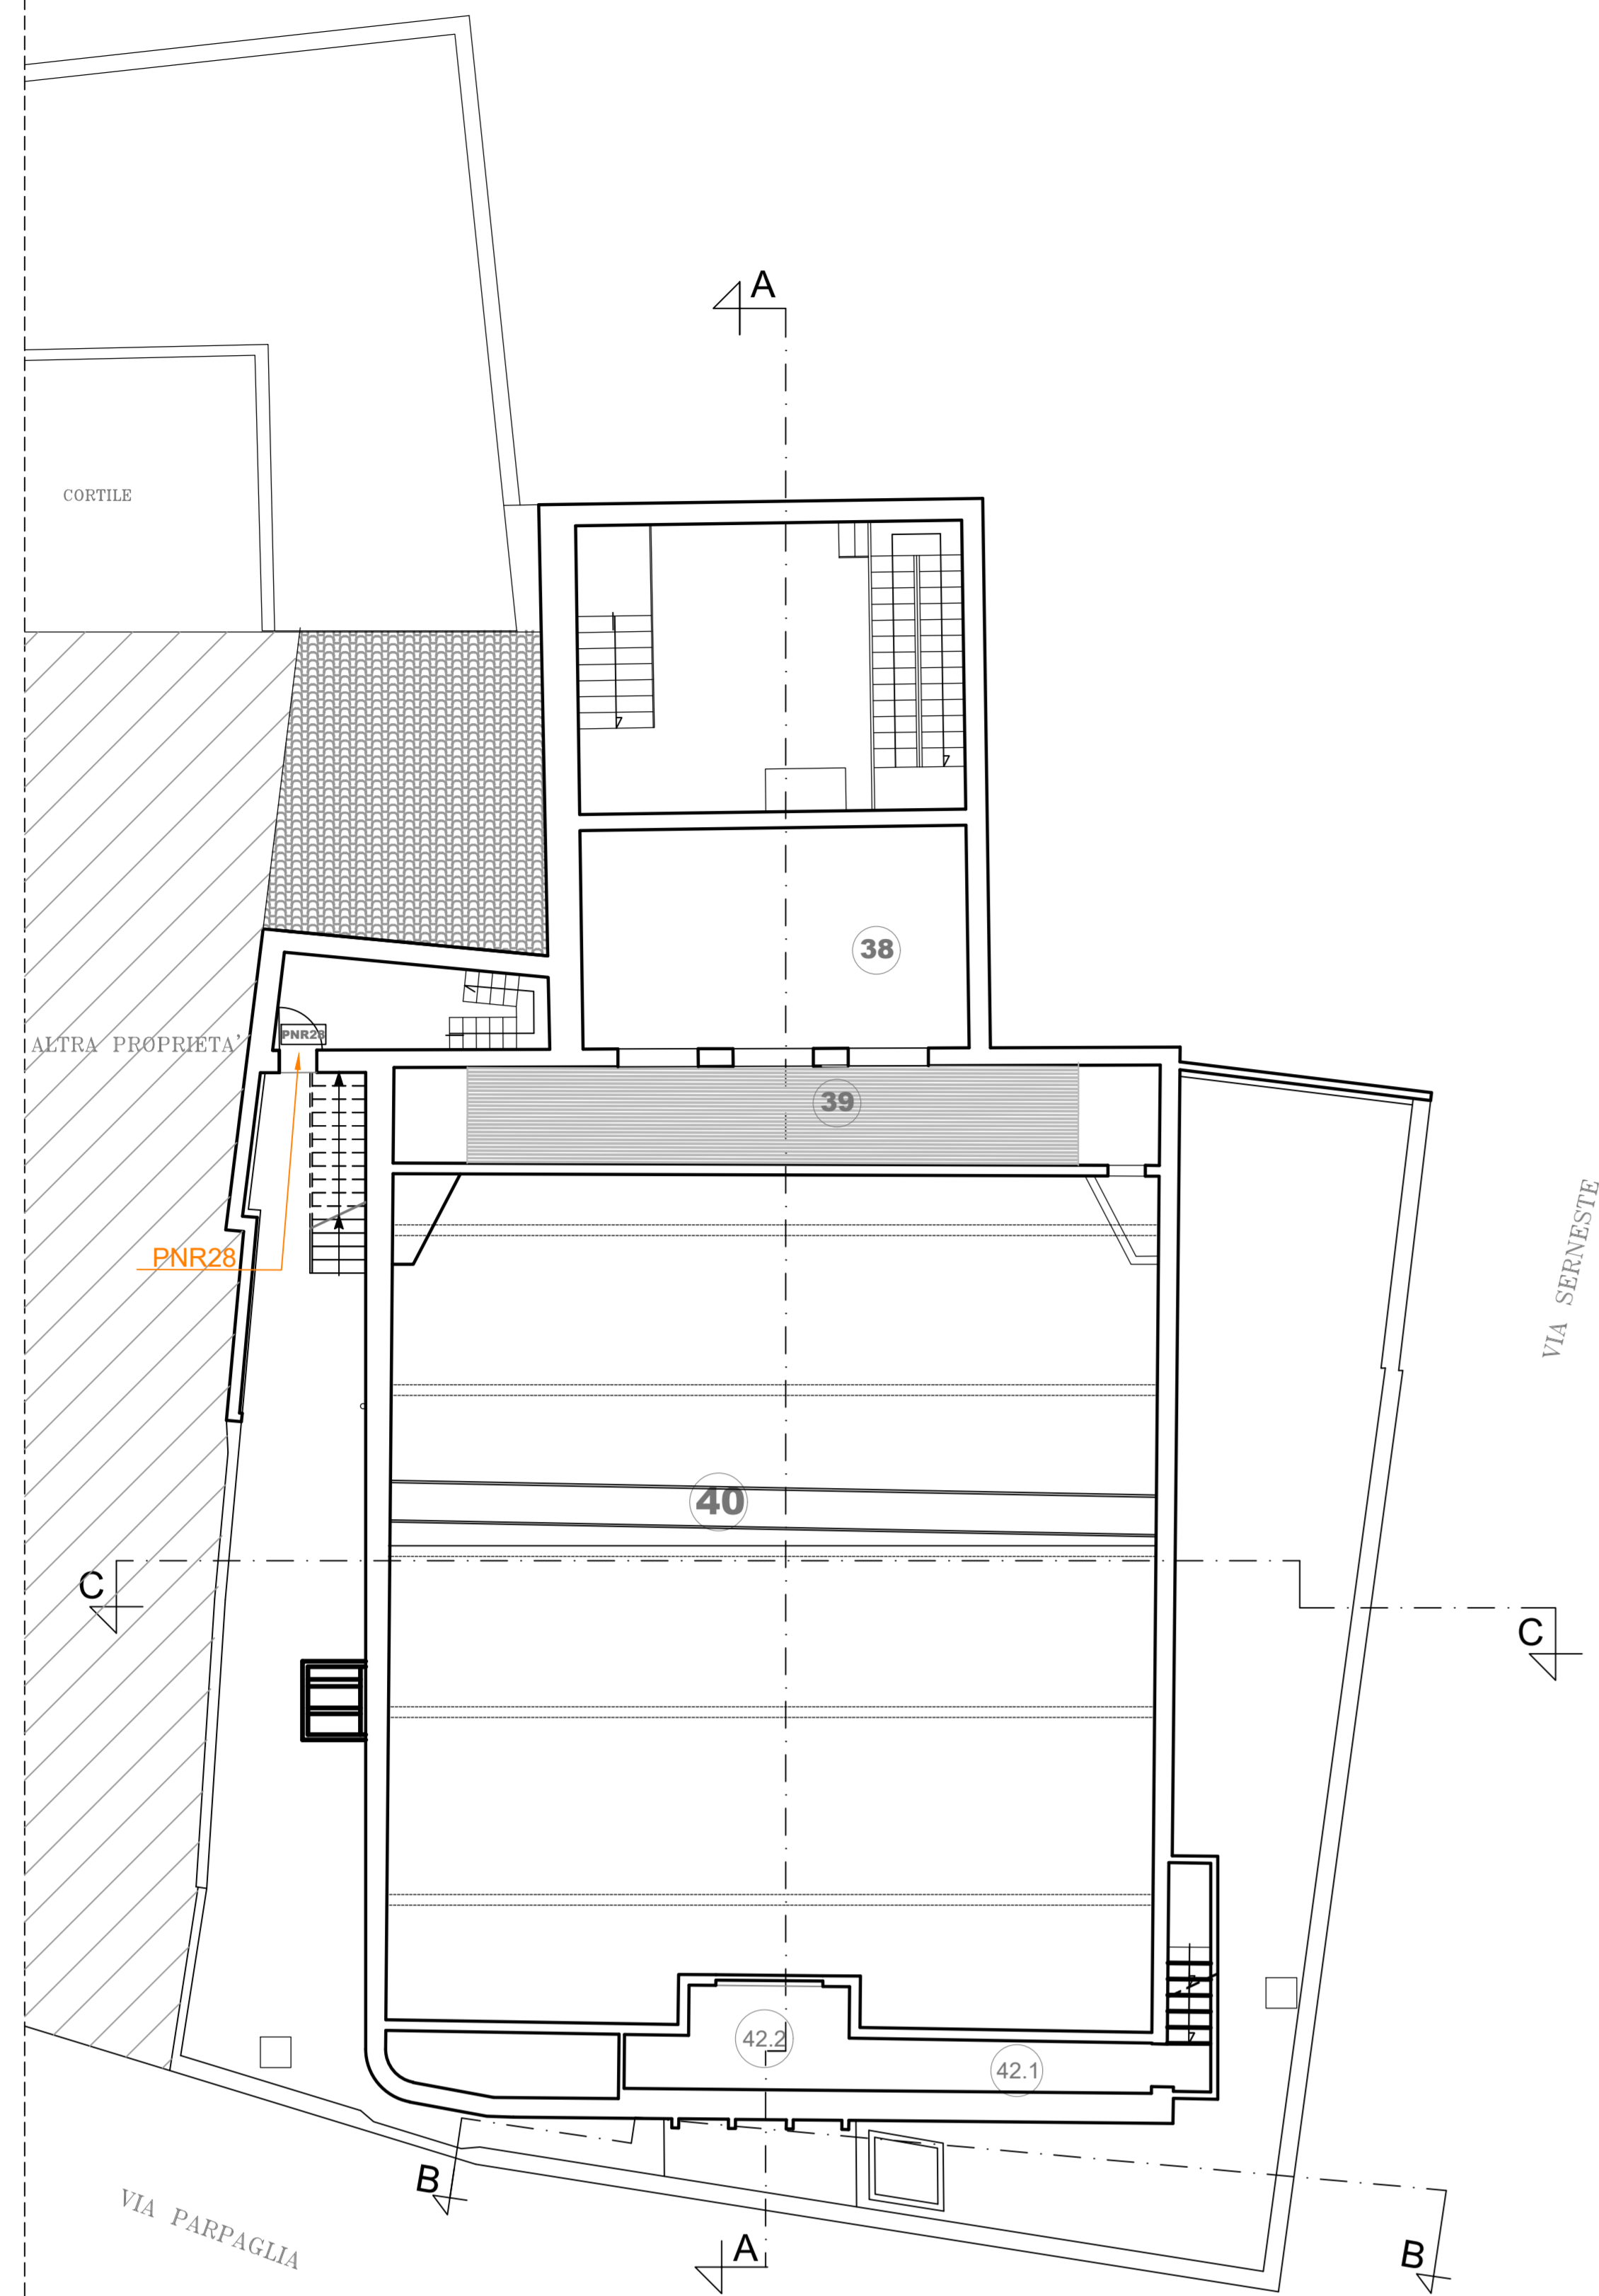 A
CORTILE
38
PNR28
ALTRA PROPRIETA'
39
PNR28
VIA SERNESTE
40
C
C
42.2
42.1
B
VIA PARPAGLIA
A
B